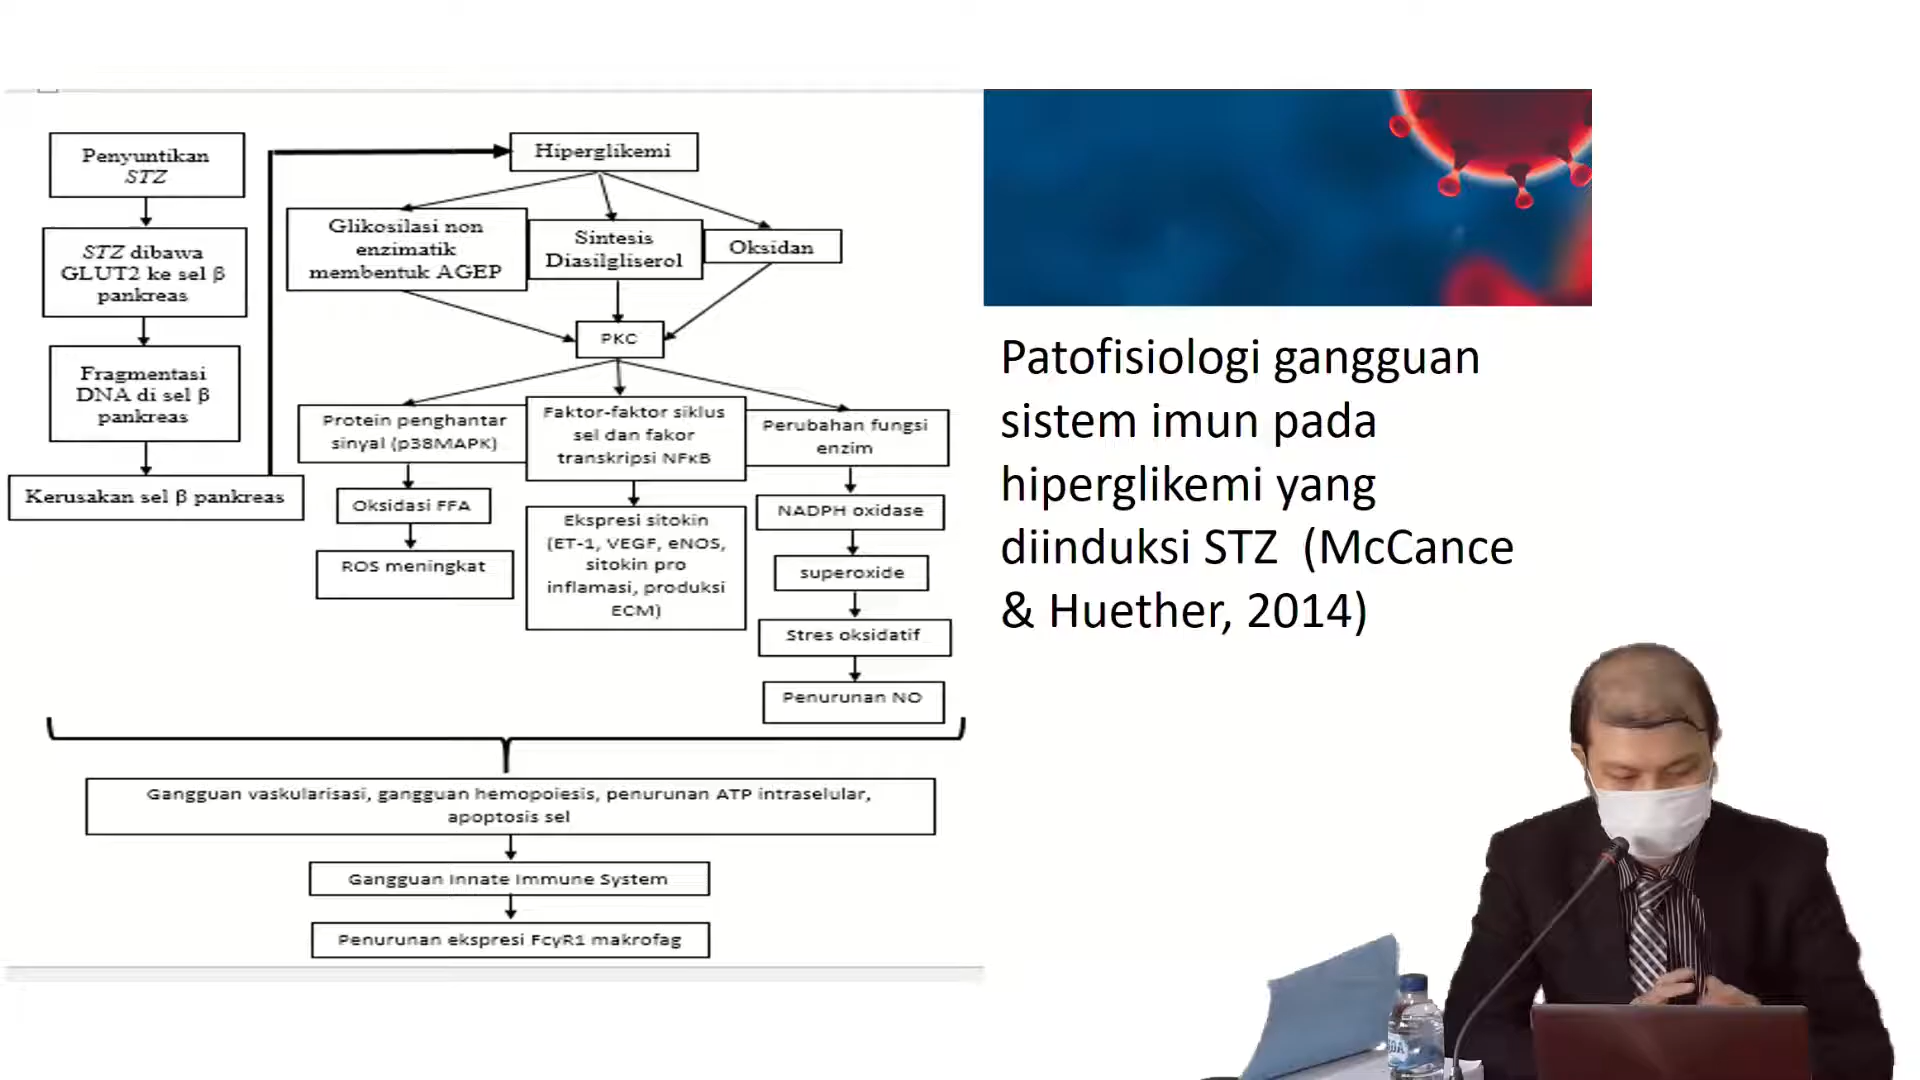 Penyuntikan
STZ
STZ dibawa
GLUT2 ke sel β
pankreas
Fragmentasi
DNA di sel β
pankreas
Kerusakan sel β pankreas
Hiperglikemi
Glikosilasi non
enzimatik
membentuk AGEP
Sintesis
Diasilgliserol
Oksidan
PKC
Protein penghantar
sinyal (p38MAPK)
Oksidasi FFA
ROS meningkat
Faktor-faktor siklus
sel dan fakor
transkripsi NFκB
Ekspresi sitokin
(ET-1, VEGF, eNOS,
sitokin pro
inflamasi, produksi
ECM)
Perubahan fungsi
enzim
NADPH oxidase
superoxide
Stres oksidatif
Penurunan NO
Gangguan vaskularisasi, gangguan hemopoiesis, penurunan ATP intraselular,
apoptosis sel
Gangguan Innate Immune System
Penurunan ekspresi FcγR1 makrofag
Patofisiologi gangguan
sistem imun pada
hiperglikemi yang
diinduksi STZ (McCance
& Huether, 2014)